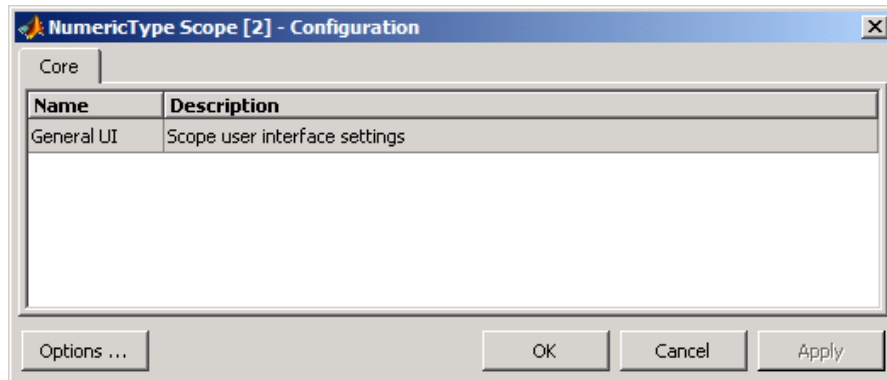 NumericType Scope [2] - Configuration
Core
Name Description
General UI Scope user interface settings
Options ... OK Cancel Apply